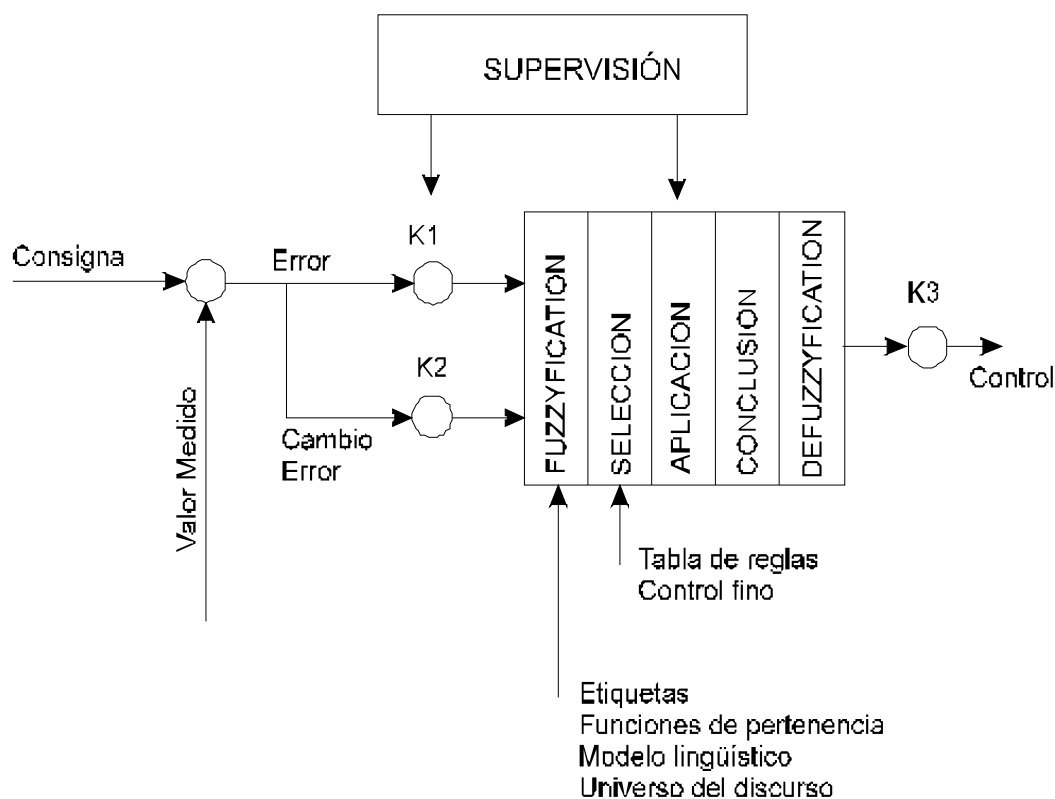 SUPERVISIÓN
Consigna
Error
K1
K2
Cambio
Error
Valor Medido
FUZZYFICATION
SELECCION
APLICACION
CONCLUSIÓN
DEFUZZYFICATION
K3
Control
Tabla de reglas
Control fino
Etiquetas
Funciones de pertenencia
Modelo lingüístico
Universo del discurso